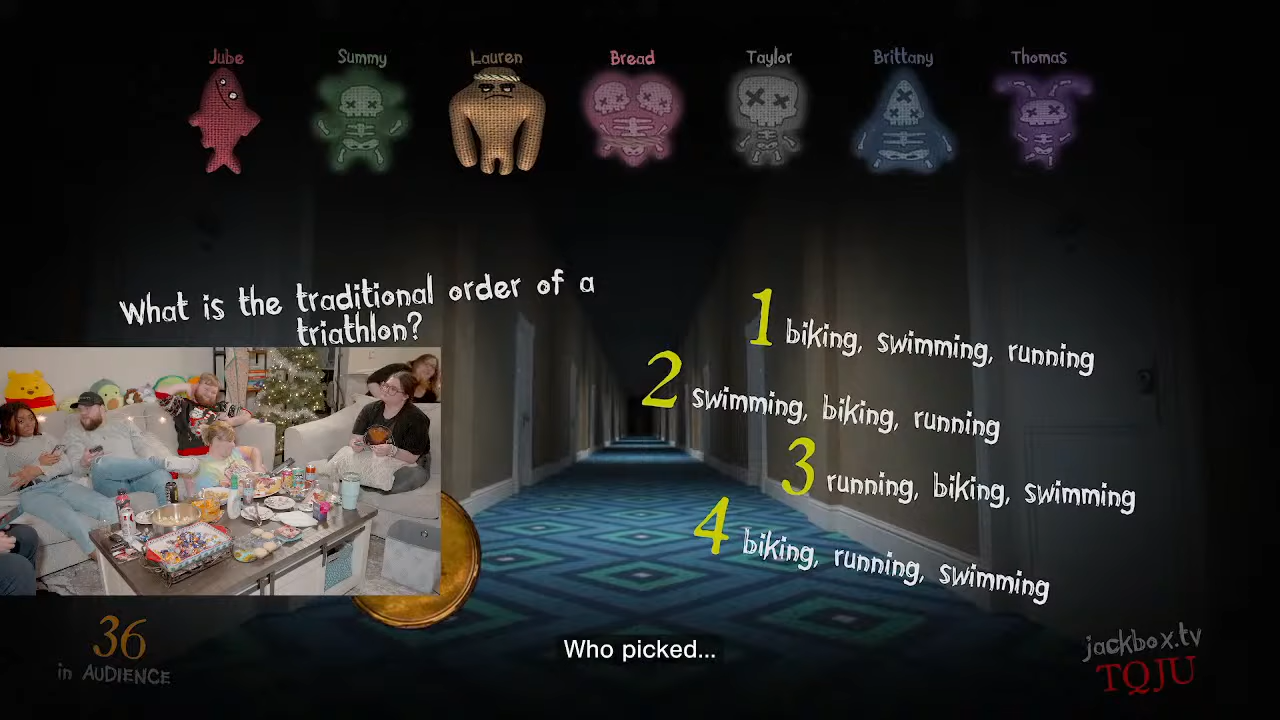 Jube
Summy
Lauren
Bread
Taylor
Brittany
Thomas
What is the traditional order of a
triathlon?
1 biking, swimming, running
2 swimming, biking, running
3 running, biking, swimming
4 biking, running, swimming
36
in AUDIENCE
Who picked...
jackbox.tv
TQJU